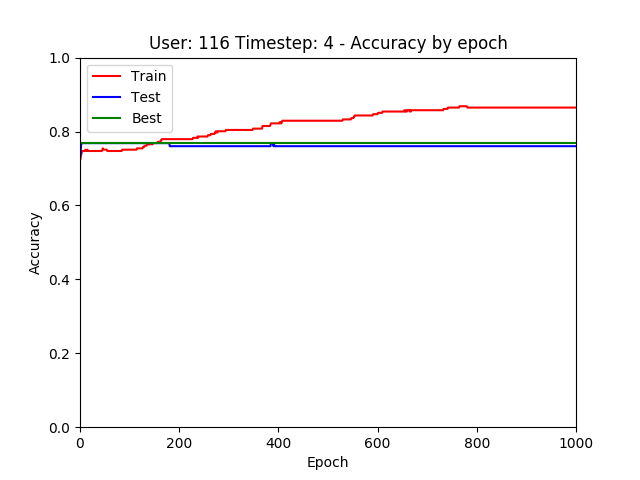 User: 116 Timestep: 4 - Accuracy by epoch
1.0
0.8
0.6
0.4
0.2
0.0
Accuracy
Train
Test
Best
0 200 400 600 800 1000
Epoch